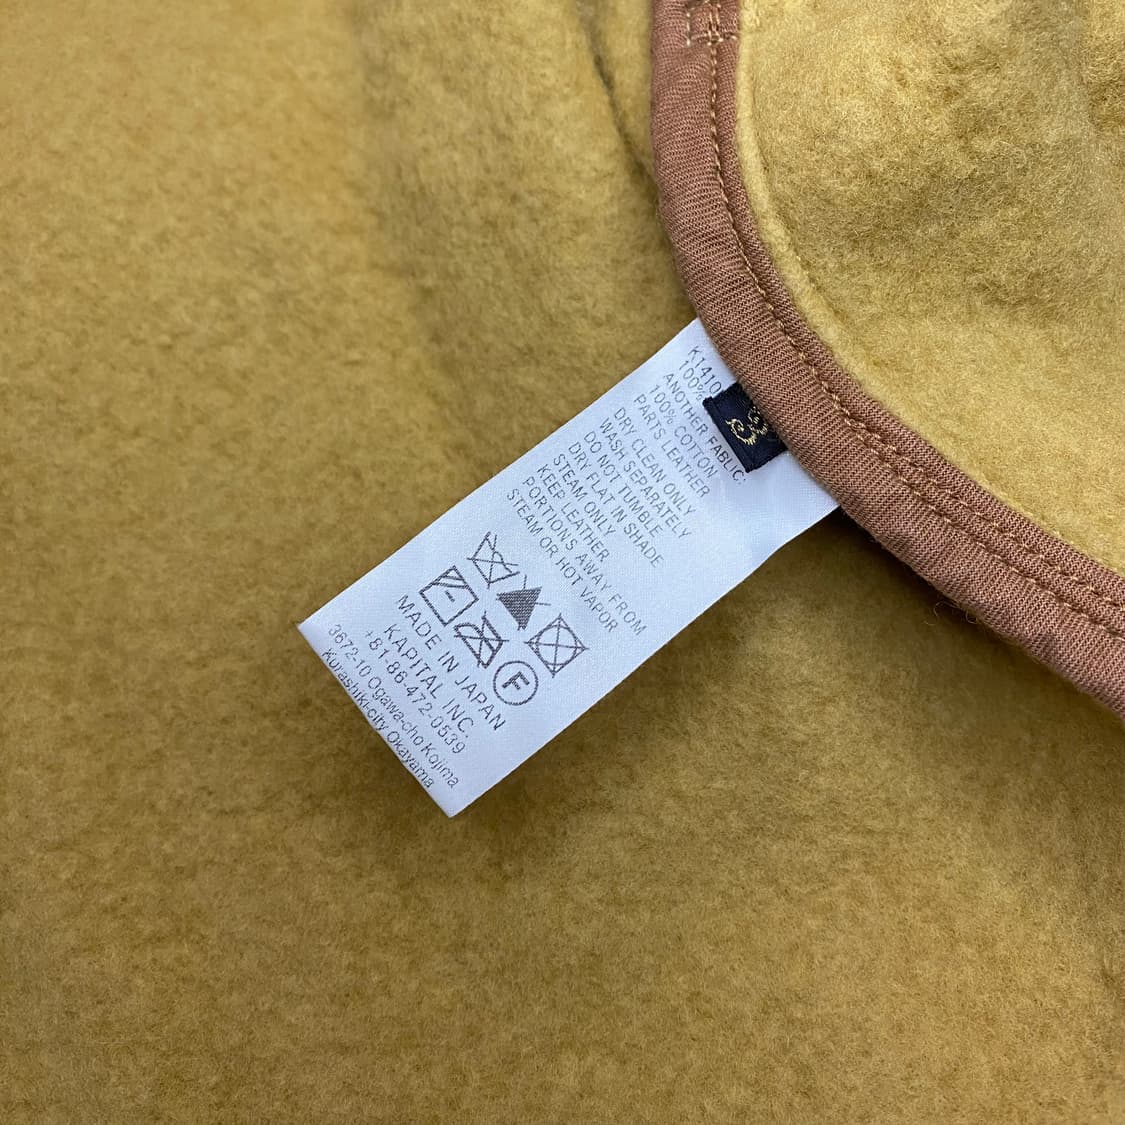 K1410
100%
ANOTHER FABLIC:
100% COTTON
PARTS LEATHER
DRY CLEAN ONLY
WASH SEPARATELY
DO NOT TUMBLE
DRY FLAT IN SHADE
STEAM ONLY
KEEP LEATHER
PORTIONS AWAY FROM
STEAM OR HOT VAPOR
F
MADE IN JAPAN
KAPITAL INC.
+81-86-472-0539
3672-10 Ogawa-cho Kojima
Kurashiki-city Okayama